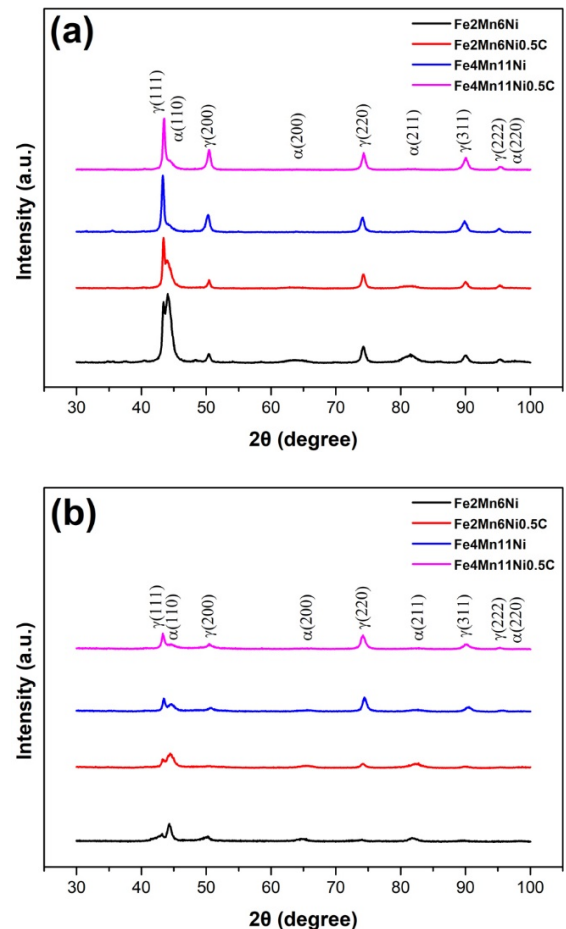 (a)
Fe2Mn6Ni
Fe2Mn6Ni0.5C
Fe4Mn11Ni
Fe4Mn11Ni0.5C
γ(111)
α(110)
γ(200)
α(200)
γ(220)
α(211)
γ(311)
γ(222)
α(220)
Intensity (a.u.)
30 40 50 60 70 80 90 100
2θ (degree)
(b)
Fe2Mn6Ni
Fe2Mn6Ni0.5C
Fe4Mn11Ni
Fe4Mn11Ni0.5C
γ(111)
α(110)
γ(200)
α(200)
γ(220)
α(211)
γ(311)
γ(222)
α(220)
Intensity (a.u.)
30 40 50 60 70 80 90 100
2θ (degree)